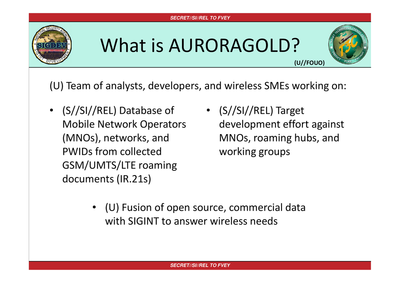 SECRET//SI//REL TO FVEY
SIGDEV
What is AURORAGOLD?
(U//FOUO)
(U) Team of analysts, developers, and wireless SMEs working on:
• (S//SI//REL) Database of
Mobile Network Operators
(MNOs), networks, and
PWIDs from collected
GSM/UMTS/LTE roaming
documents (IR.21s)
• (S//SI//REL) Target
development effort against
MNOs, roaming hubs, and
working groups
• (U) Fusion of open source, commercial data
with SIGINT to answer wireless needs
SECRET//SI//REL TO FVEY